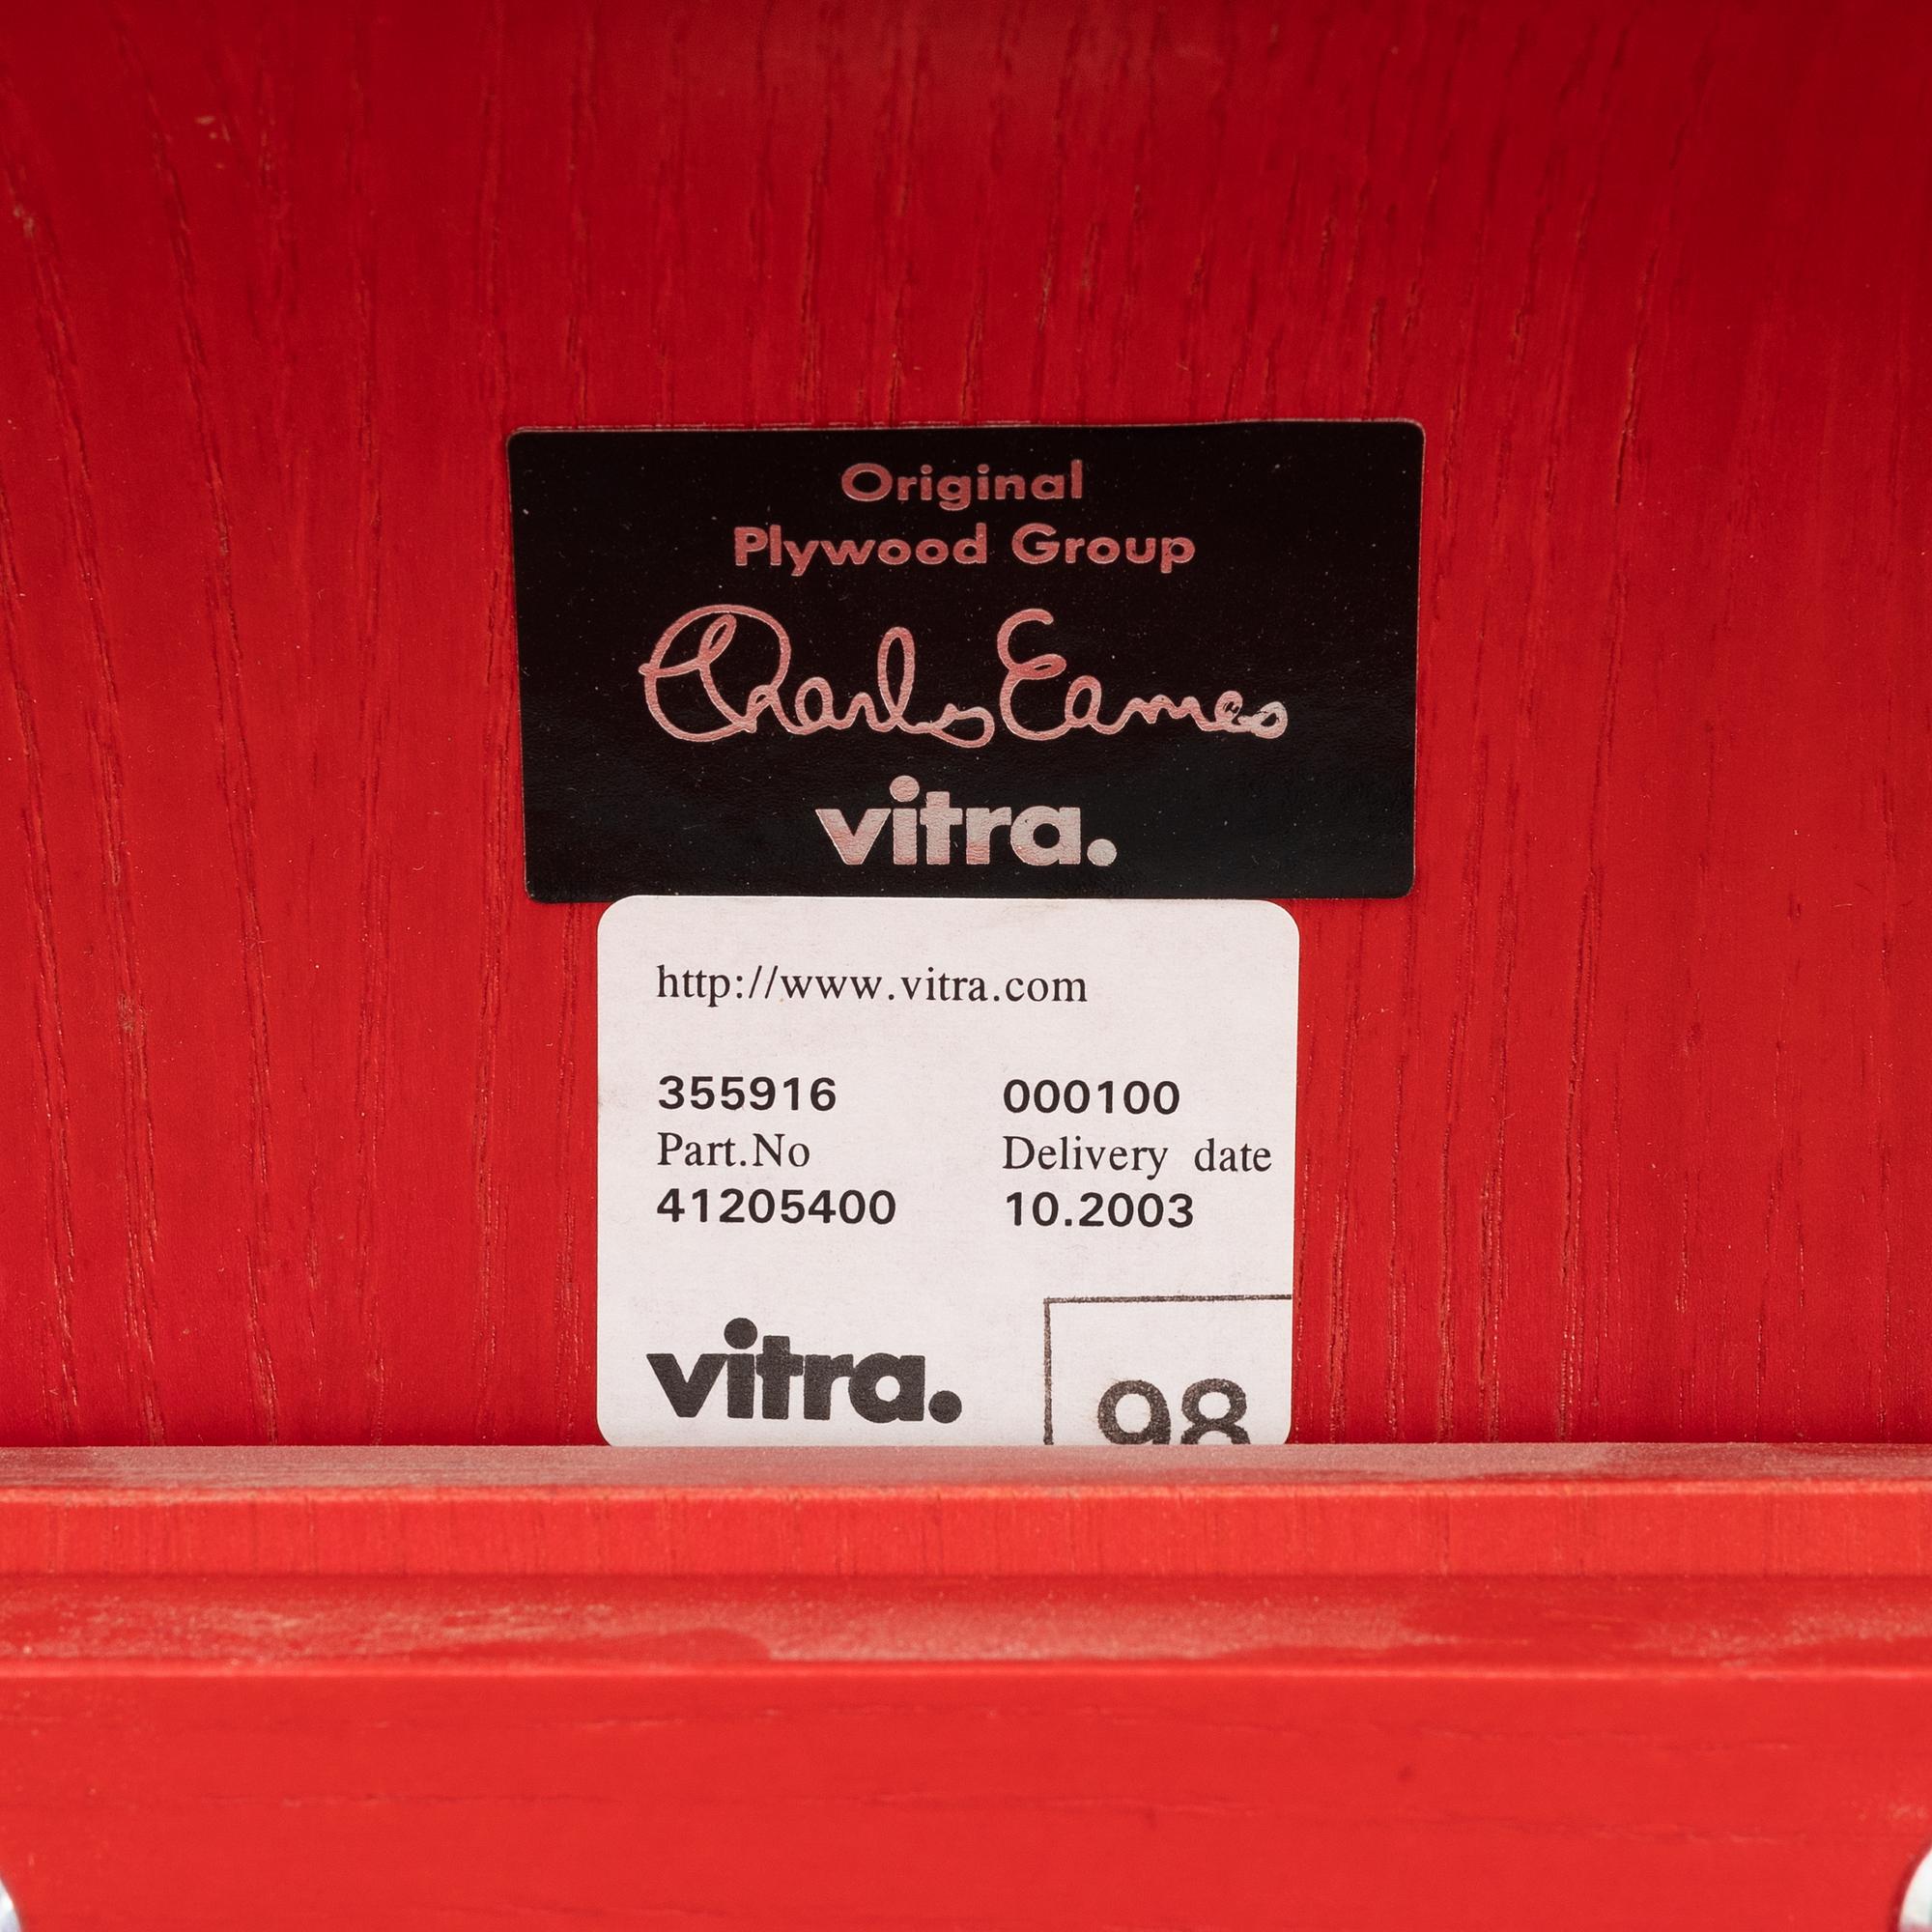 Original
Plywood Group
Charles Eames
vitra.
http://www.vitra.com
355916 000100
Part.No Delivery date
41205400 10.2003
vitra. 98